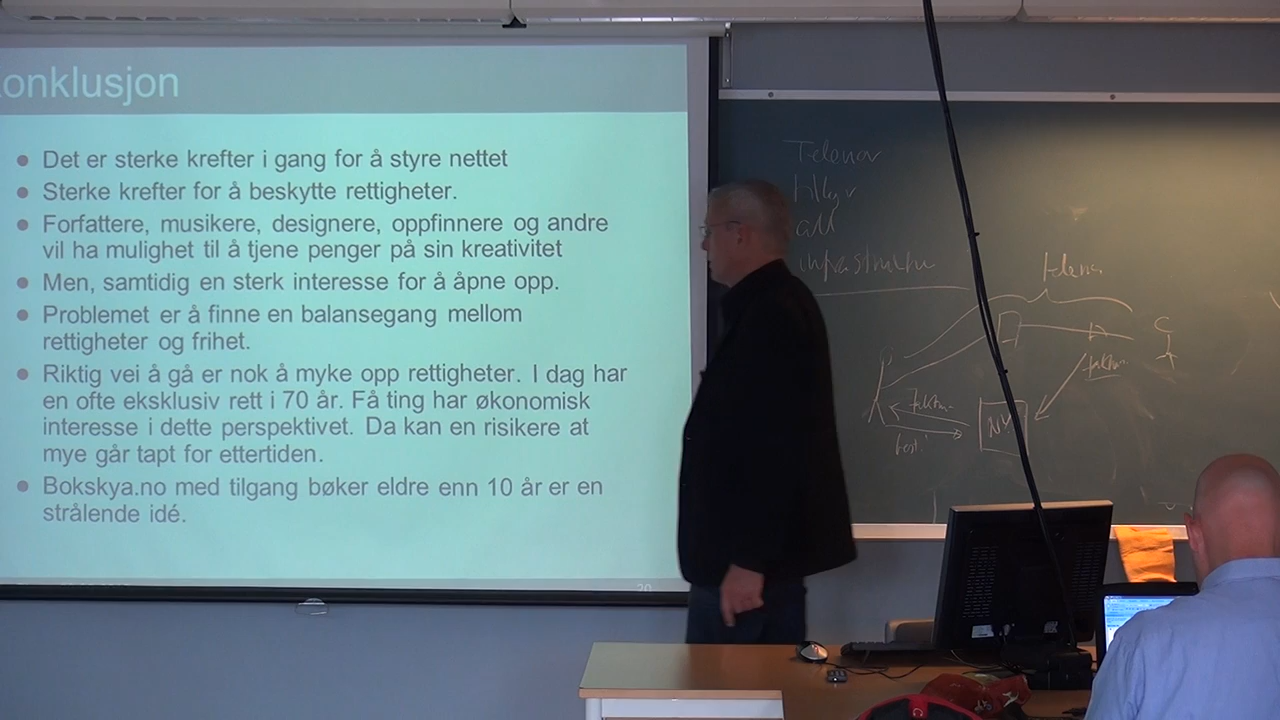 onklusjon
Det er sterke krefter i gang for å styre nettet
Sterke krefter for å beskytte rettigheter.
Forfattere, musikere, designere, oppfinnere og andre
vil ha mulighet til å tjene penger på sin kreativitet
Men, samtidig en sterk interesse for å åpne opp.
Problemet er å finne en balansegang mellom
rettigheter og frihet.
Riktig vei å gå er nok å myke opp rettigheter. I dag har
en ofte eksklusiv rett i 70 år. Få ting har økonomisk
interesse i dette perspektivet. Da kan en risikere at
mye går tapt for ettertiden.
Bokskya.no med tilgang bøker eldre enn 10 år er en
strålende idé.
20
Telenor
all
C